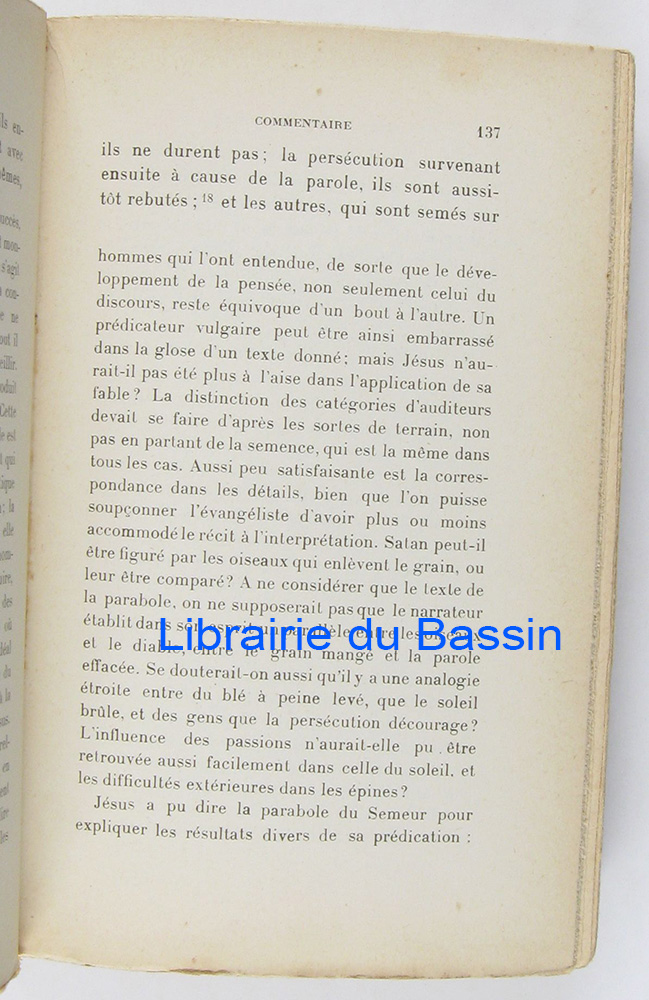 COMMENTAIRE 137
ils ne durent pas; la persécution survenant
ensuite à cause de la parole, ils sont aussi-
tôt rebutés; 18 et les autres, qui sont semés sur
hommes qui l'ont entendue, de sorte que le déve-
loppement de la pensée, non seulement celui du
discours, reste équivoque d'un bout à l'autre. Un
prédicateur vulgaire peut être ainsi embarrassé
dans la glose d'un texte donné; mais Jésus n'au-
rait-il pas été plus à l'aise dans l'application de sa
fable? La distinction des catégories d'auditeurs
devait se faire d'après les sortes de terrain, non
pas en partant de la semence, qui est la même dans
tous les cas. Aussi peu satisfaisante est la corres-
pondance dans les détails, bien que l'on puisse
soupçonner l'évangéliste d'avoir plus ou moins
accommodé le récit à l'interprétation. Satan peut-il
être figuré par les oiseaux qui enlèvent le grain, ou
leur être comparé? A ne considérer que le texte de
la parabole, on ne supposerait pas que le narrateur
établit dans son esprit un parallèle entre les oiseaux
et le diable, entre le grain mangé et la parole
effacée. Se douterait-on aussi qu'il y a une analogie
étroite entre du blé à peine levé, que le soleil
brûle, et des gens que la persécution décourage?
L'influence des passions n'aurait-elle pu être
retrouvée aussi facilement dans celle du soleil, et
les difficultés extérieures dans les épines?
Jésus a pu dire la parabole du Semeur pour
expliquer les résultats divers de sa prédication :
Librairie du Bassin